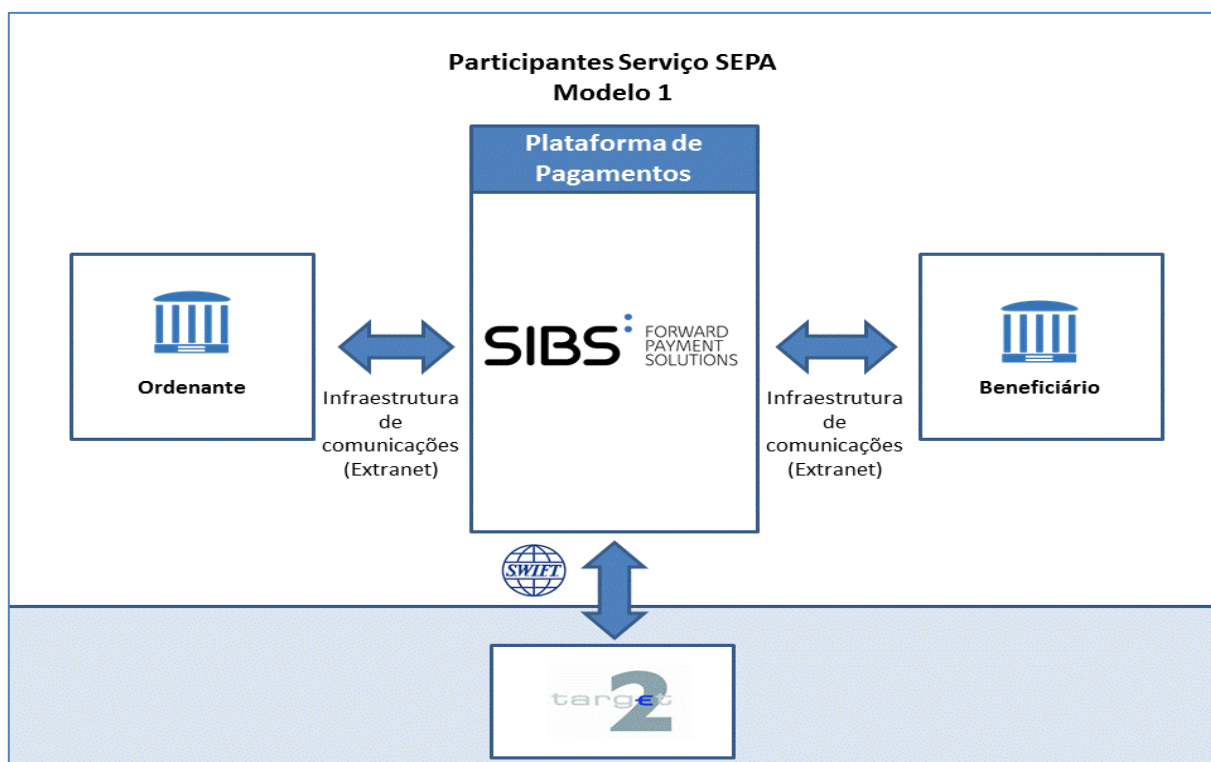 Participantes Serviço SEPA
Modelo 1
Plataforma de
Pagamentos
Ordenante
Infraestrutura
de
comunicações
(Extranet)
SIBS
FORWARD
PAYMENT
SOLUTIONS
Infraestrutura
de
comunicações
(Extranet)
Beneficiário
SWIFT
target
2